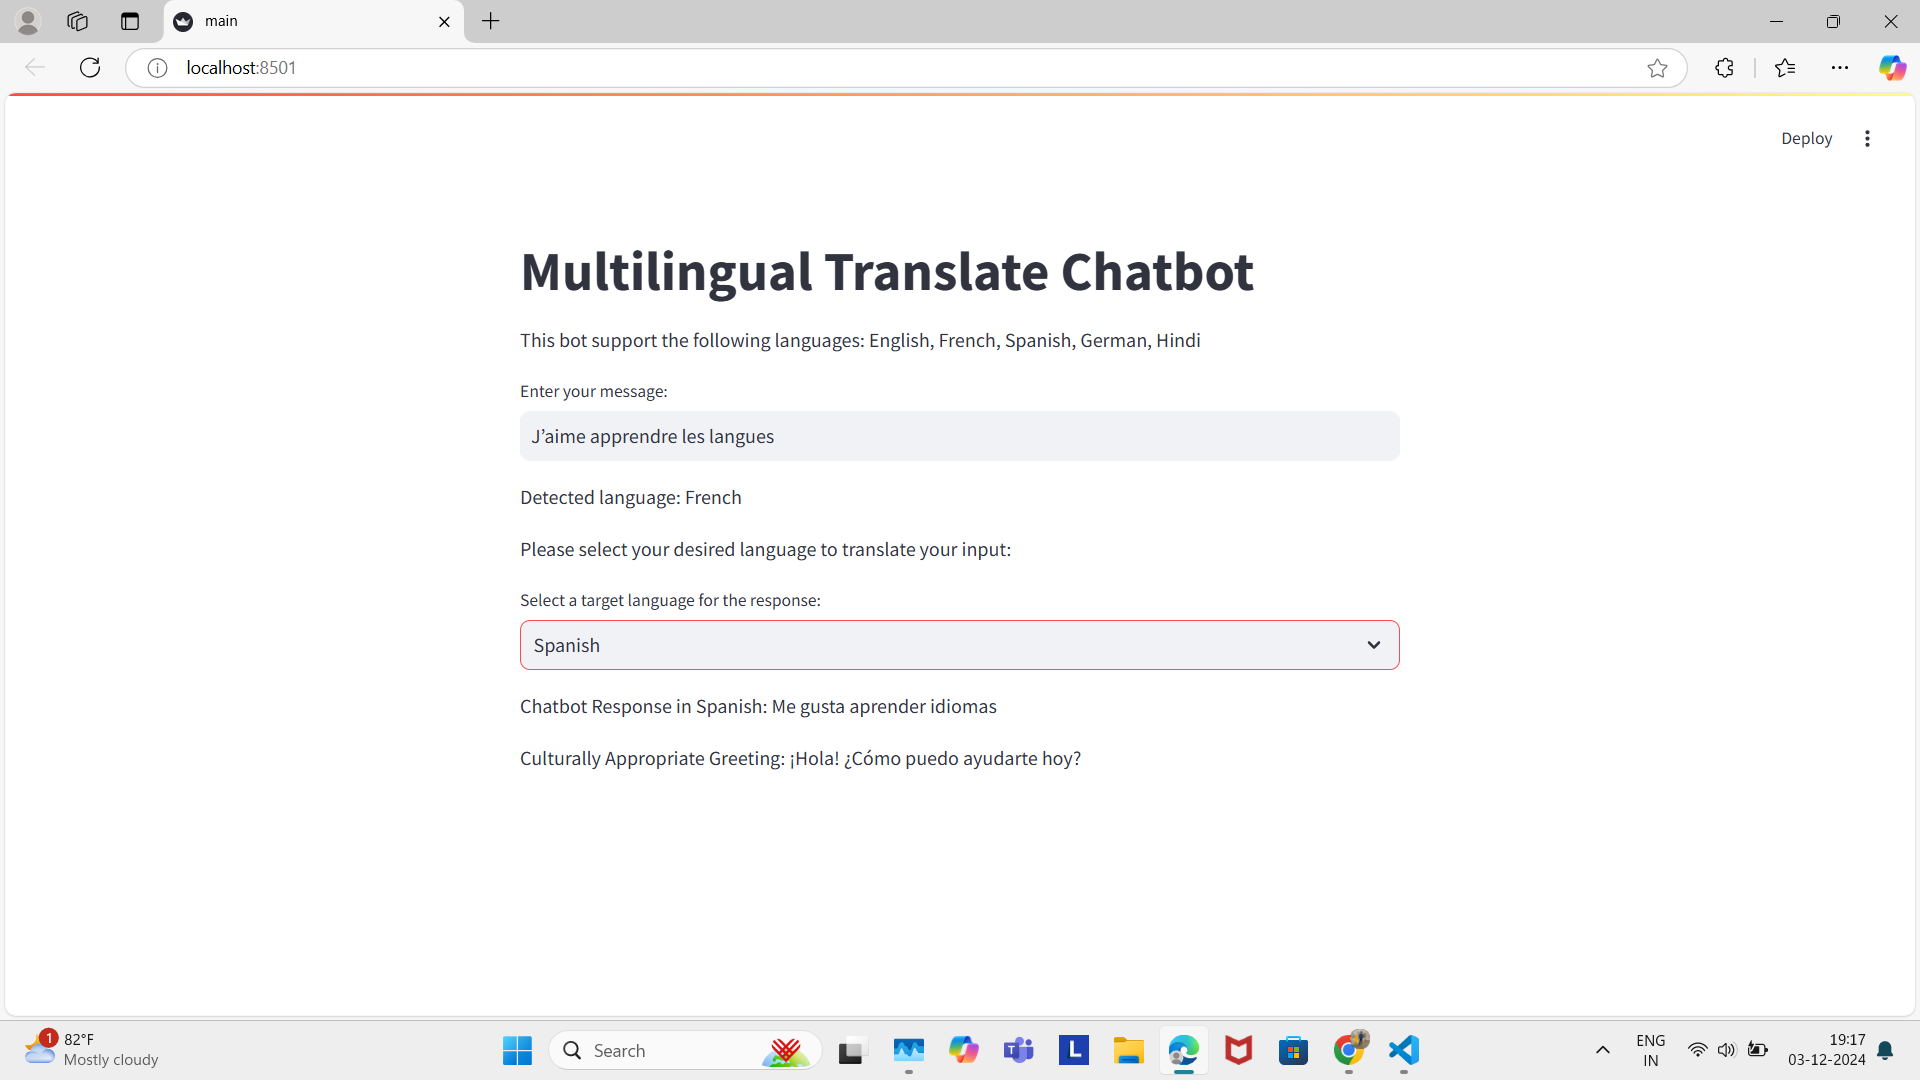 main
localhost:8501
Deploy
Multilingual Translate Chatbot
This bot support the following languages: English, French, Spanish, German, Hindi
Enter your message:
J’aime apprendre les langues
Detected language: French
Please select your desired language to translate your input:
Select a target language for the response:
Spanish
Chatbot Response in Spanish: Me gusta aprender idiomas
Culturally Appropriate Greeting: ¡Hola! ¿Cómo puedo ayudarte hoy?
1
82°F
Mostly cloudy
Search
T
L
ENG
IN
19:17
03-12-2024